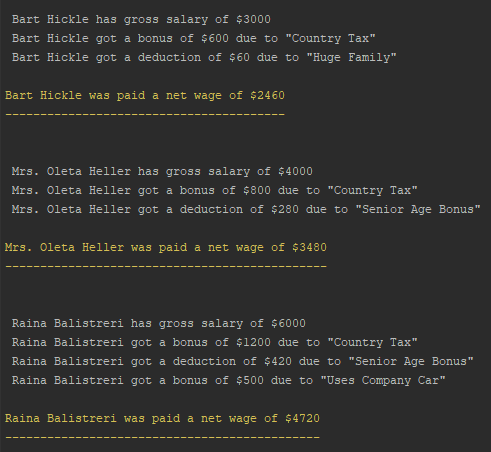 Bart Hickle has gross salary of $3000
Bart Hickle got a bonus of $600 due to "Country Tax"
Bart Hickle got a deduction of $60 due to "Huge Family"
Bart Hickle was paid a net wage of $2460
----------------------------------------
Mrs. Oleta Heller has gross salary of $4000
Mrs. Oleta Heller got a bonus of $800 due to "Country Tax"
Mrs. Oleta Heller got a deduction of $280 due to "Senior Age Bonus"
Mrs. Oleta Heller was paid a net wage of $3480
----------------------------------------------
Raina Balistreri has gross salary of $6000
Raina Balistreri got a bonus of $1200 due to "Country Tax"
Raina Balistreri got a deduction of $420 due to "Senior Age Bonus"
Raina Balistreri got a bonus of $500 due to "Uses Company Car"
Raina Balistreri was paid a net wage of $4720
---------------------------------------------